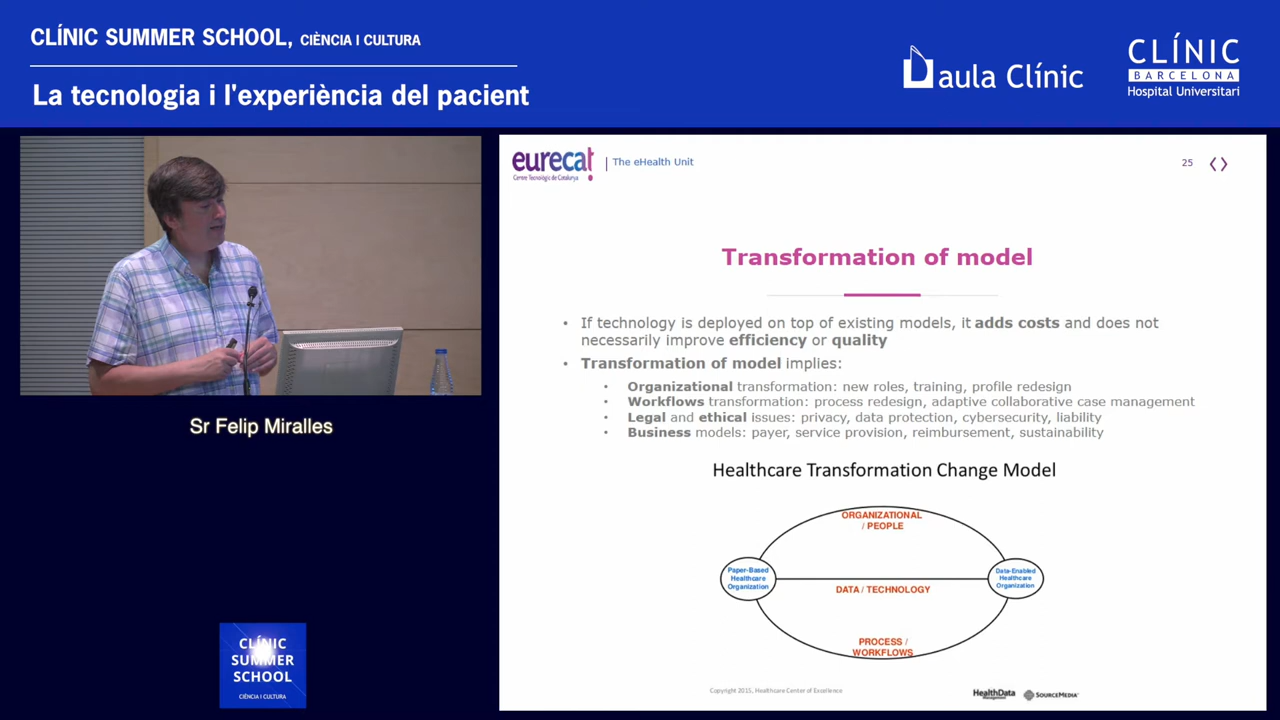 CLÍNIC SUMMER SCHOOL, CIÈNCIA I CULTURA
La tecnologia i l'experiència del pacient
aula Clínic
CLÍNIC
BARCELONA
Hospital Universitari
eurecat
Centre Tecnològic de Catalunya
The eHealth Unit
25
Transformation of model
• If technology is deployed on top of existing models, it adds costs and does not
necessarily improve efficiency or quality
• Transformation of model implies:
• Organizational transformation: new roles, training, profile redesign
• Workflows transformation: process redesign, adaptive collaborative case management
• Legal and ethical issues: privacy, data protection, cybersecurity, liability
• Business models: payer, service provision, reimbursement, sustainability
Healthcare Transformation Change Model
ORGANIZATIONAL
/ PEOPLE
Paper-Based
Healthcare
Organization
Data-Enabled
Healthcare
Organization
DATA / TECHNOLOGY
PROCESS /
WORKFLOWS
Copyright 2015, Healthcare Center of Excellence
HealthData
Management
SOURCEMEDIA
Sr Felip Miralles
CLÍNIC
SUMMER
SCHOOL
CIÈNCIA I CULTURA